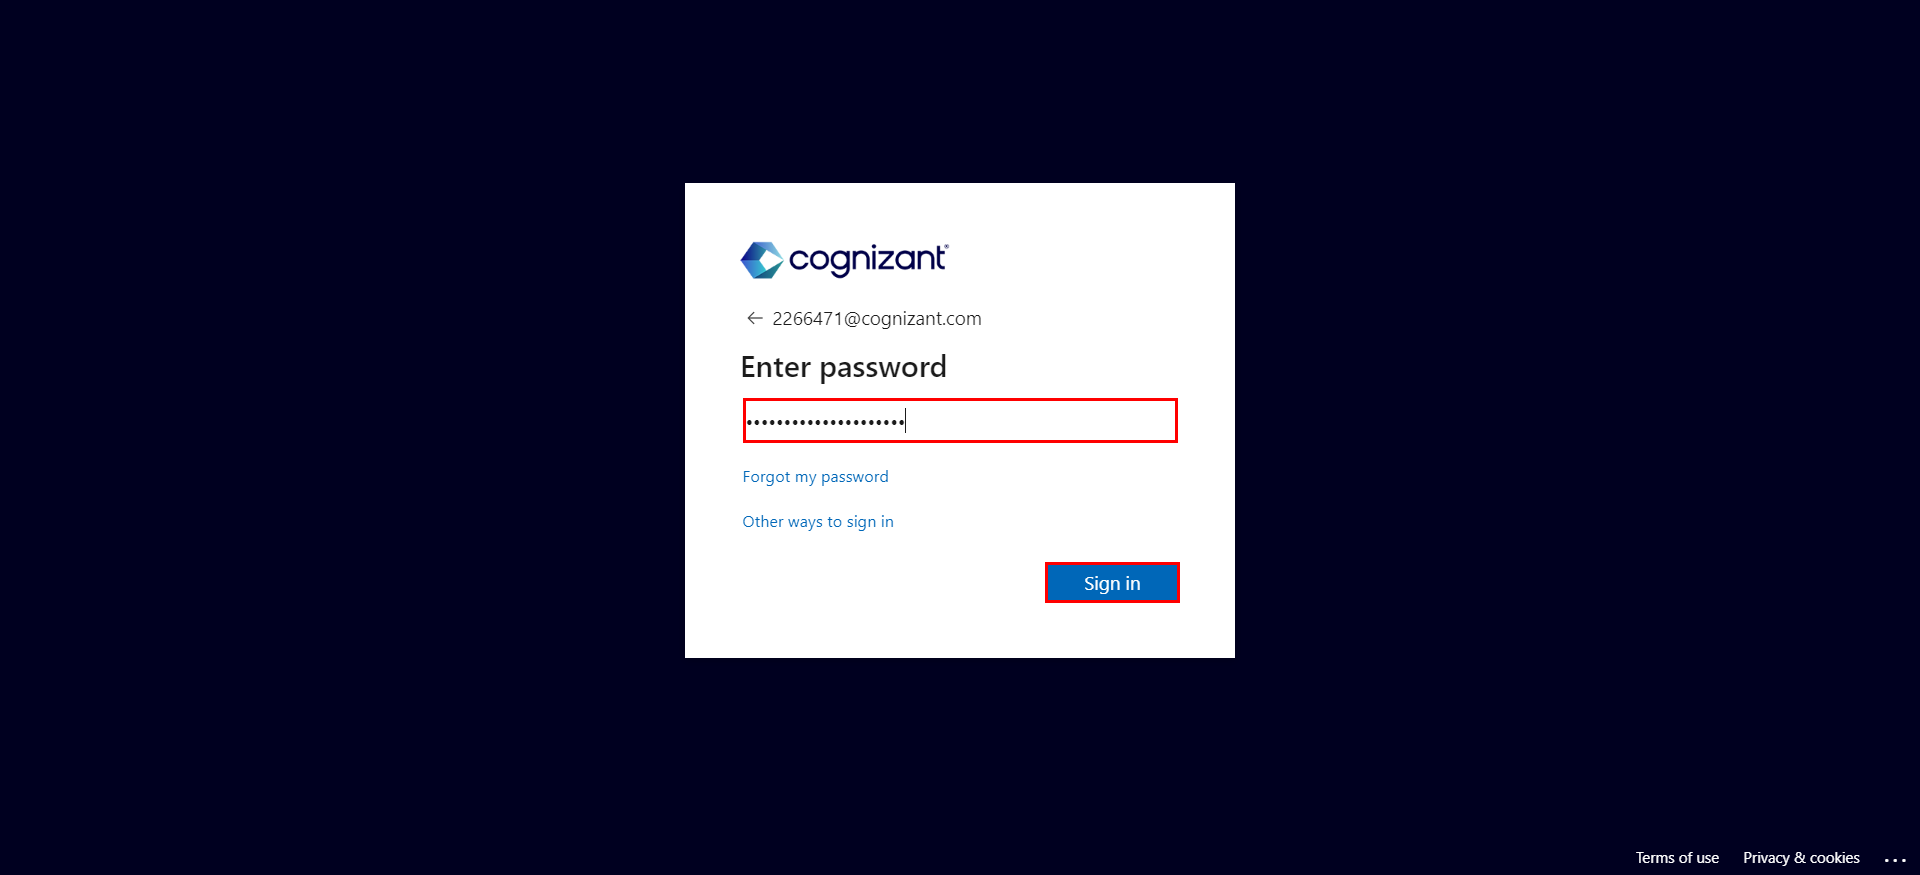 cognizant®
← 2266471@cognizant.com
Enter password
•••••••••••••••••••••
Forgot my password
Other ways to sign in
Sign in
Terms of use Privacy & cookies ...